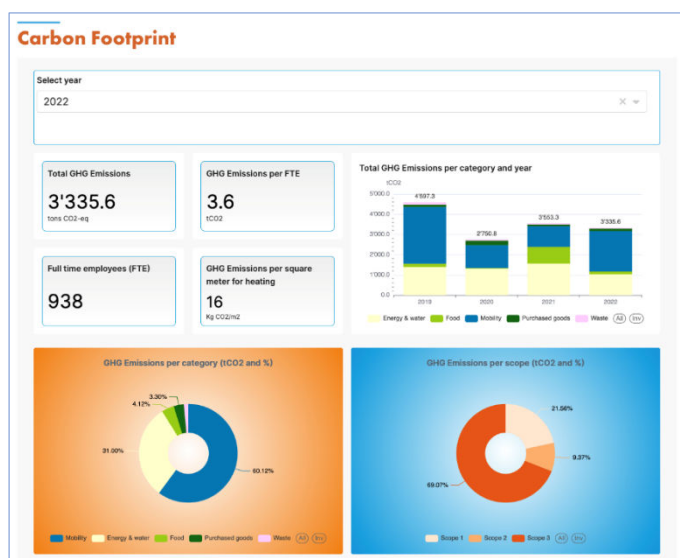 Carbon Footprint
Select year
2022
Total GHG Emissions
3'335.6
tons CO2-eq
GHG Emissions per FTE
3.6
tCO2
Full time employees (FTE)
938
GHG Emissions per square
meter for heating
16
Kg CO2/m2
Total GHG Emissions per category and year
tCO2
5'000.0
4'000.0
3'000.0
2'000.0
1'000.0
0.0
4'597.3
2'750.8
3'553.3
3'335.6
2019
2020
2021
2022
Energy & water
Food
Mobility
Purchased goods
Waste
All
Inv
GHG Emissions per category (tCO2 and %)
3.30%
4.12%
31.00%
60.12%
Mobility
Energy & water
Food
Purchased goods
Waste
All
Inv
GHG Emissions per scope (tCO2 and %)
21.56%
9.37%
69.07%
Scope 1
Scope 2
Scope 3
All
Inv